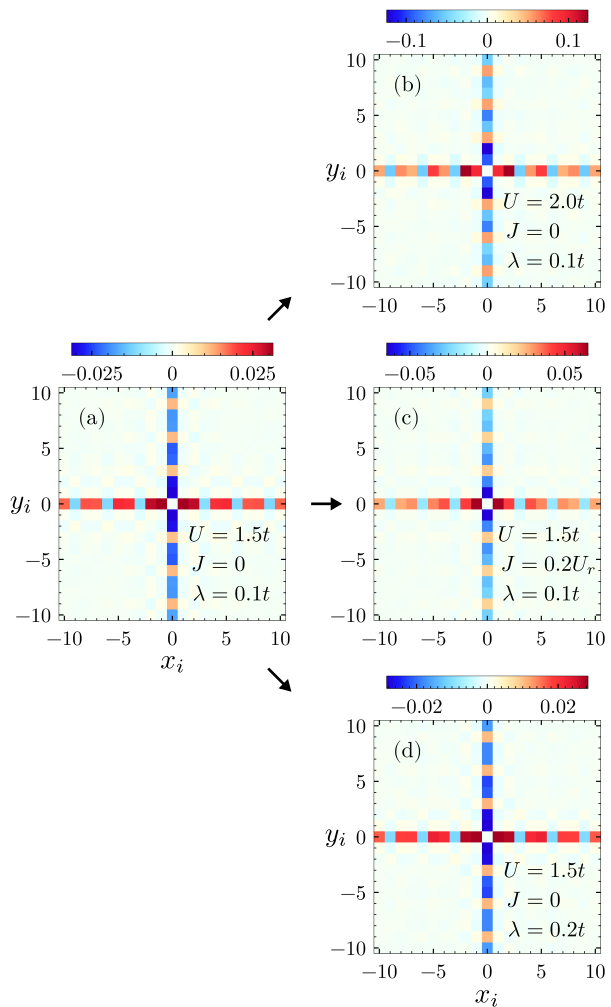 −0.1 0 0.1
10
5
y_i 0
−5
−10
(b)
U = 2.0t
J = 0
λ = 0.1t
−10 −5 0 5 10
−0.025 0 0.025
10
5
y_i 0
−5
−10
(a)
U = 1.5t
J = 0
λ = 0.1t
−10 −5 0 5 10
x_i
−0.05 0 0.05
10
5
y_i 0
−5
−10
(c)
U = 1.5t
J = 0.2U_r
λ = 0.1t
−10 −5 0 5 10
−0.02 0 0.02
10
5
y_i 0
−5
−10
(d)
U = 1.5t
J = 0
λ = 0.2t
−10 −5 0 5 10
x_i